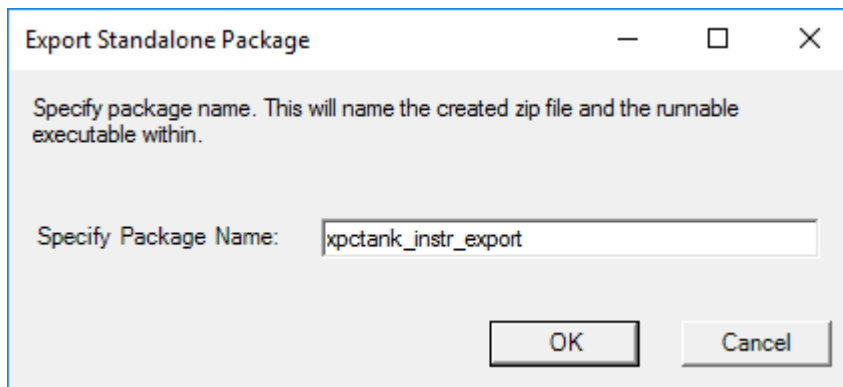 Export Standalone Package
Specify package name. This will name the created zip file and the runnable
executable within.
Specify Package Name: xpctank_instr_export
OK Cancel